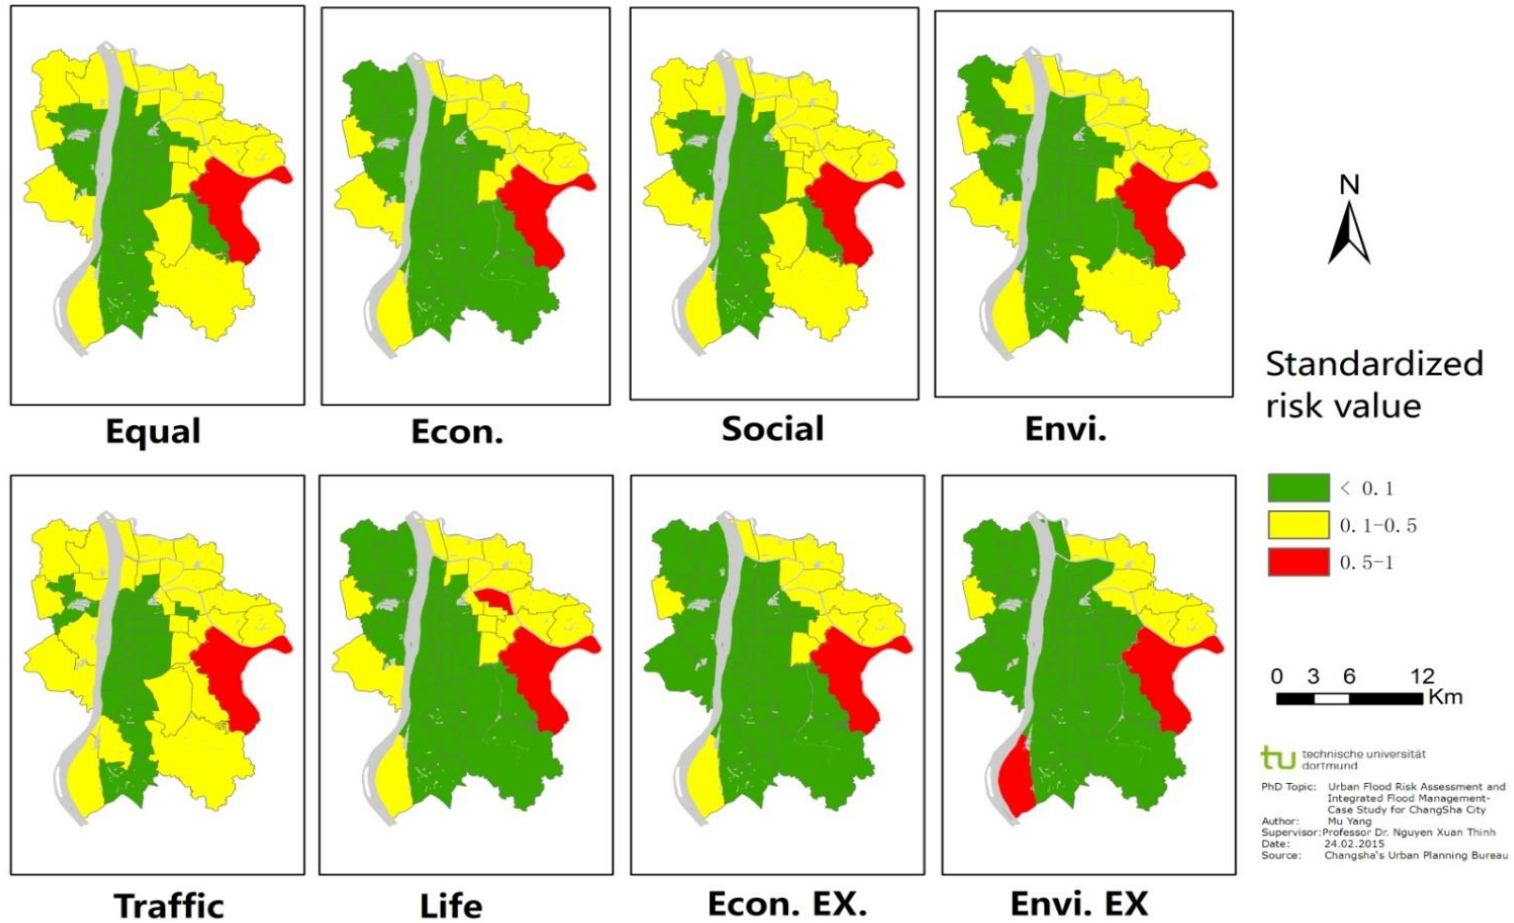 Equal
Econ.
Social
Envi.
Traffic
Life
Econ. EX.
Envi. EX
N
Standardized
risk value
< 0.1
0.1-0.5
0.5-1
0 3 6 12
Km
tu technische universität
dortmund
PhD Topic: Urban Flood Risk Assessment and
Integrated Flood Management-
Case Study for ChangSha City
Author: Mu Yang
Supervisor:Professor Dr. Nguyen Xuan Thinh
Date: 24.02.2015
Source: Changsha's Urban Planning Bureau